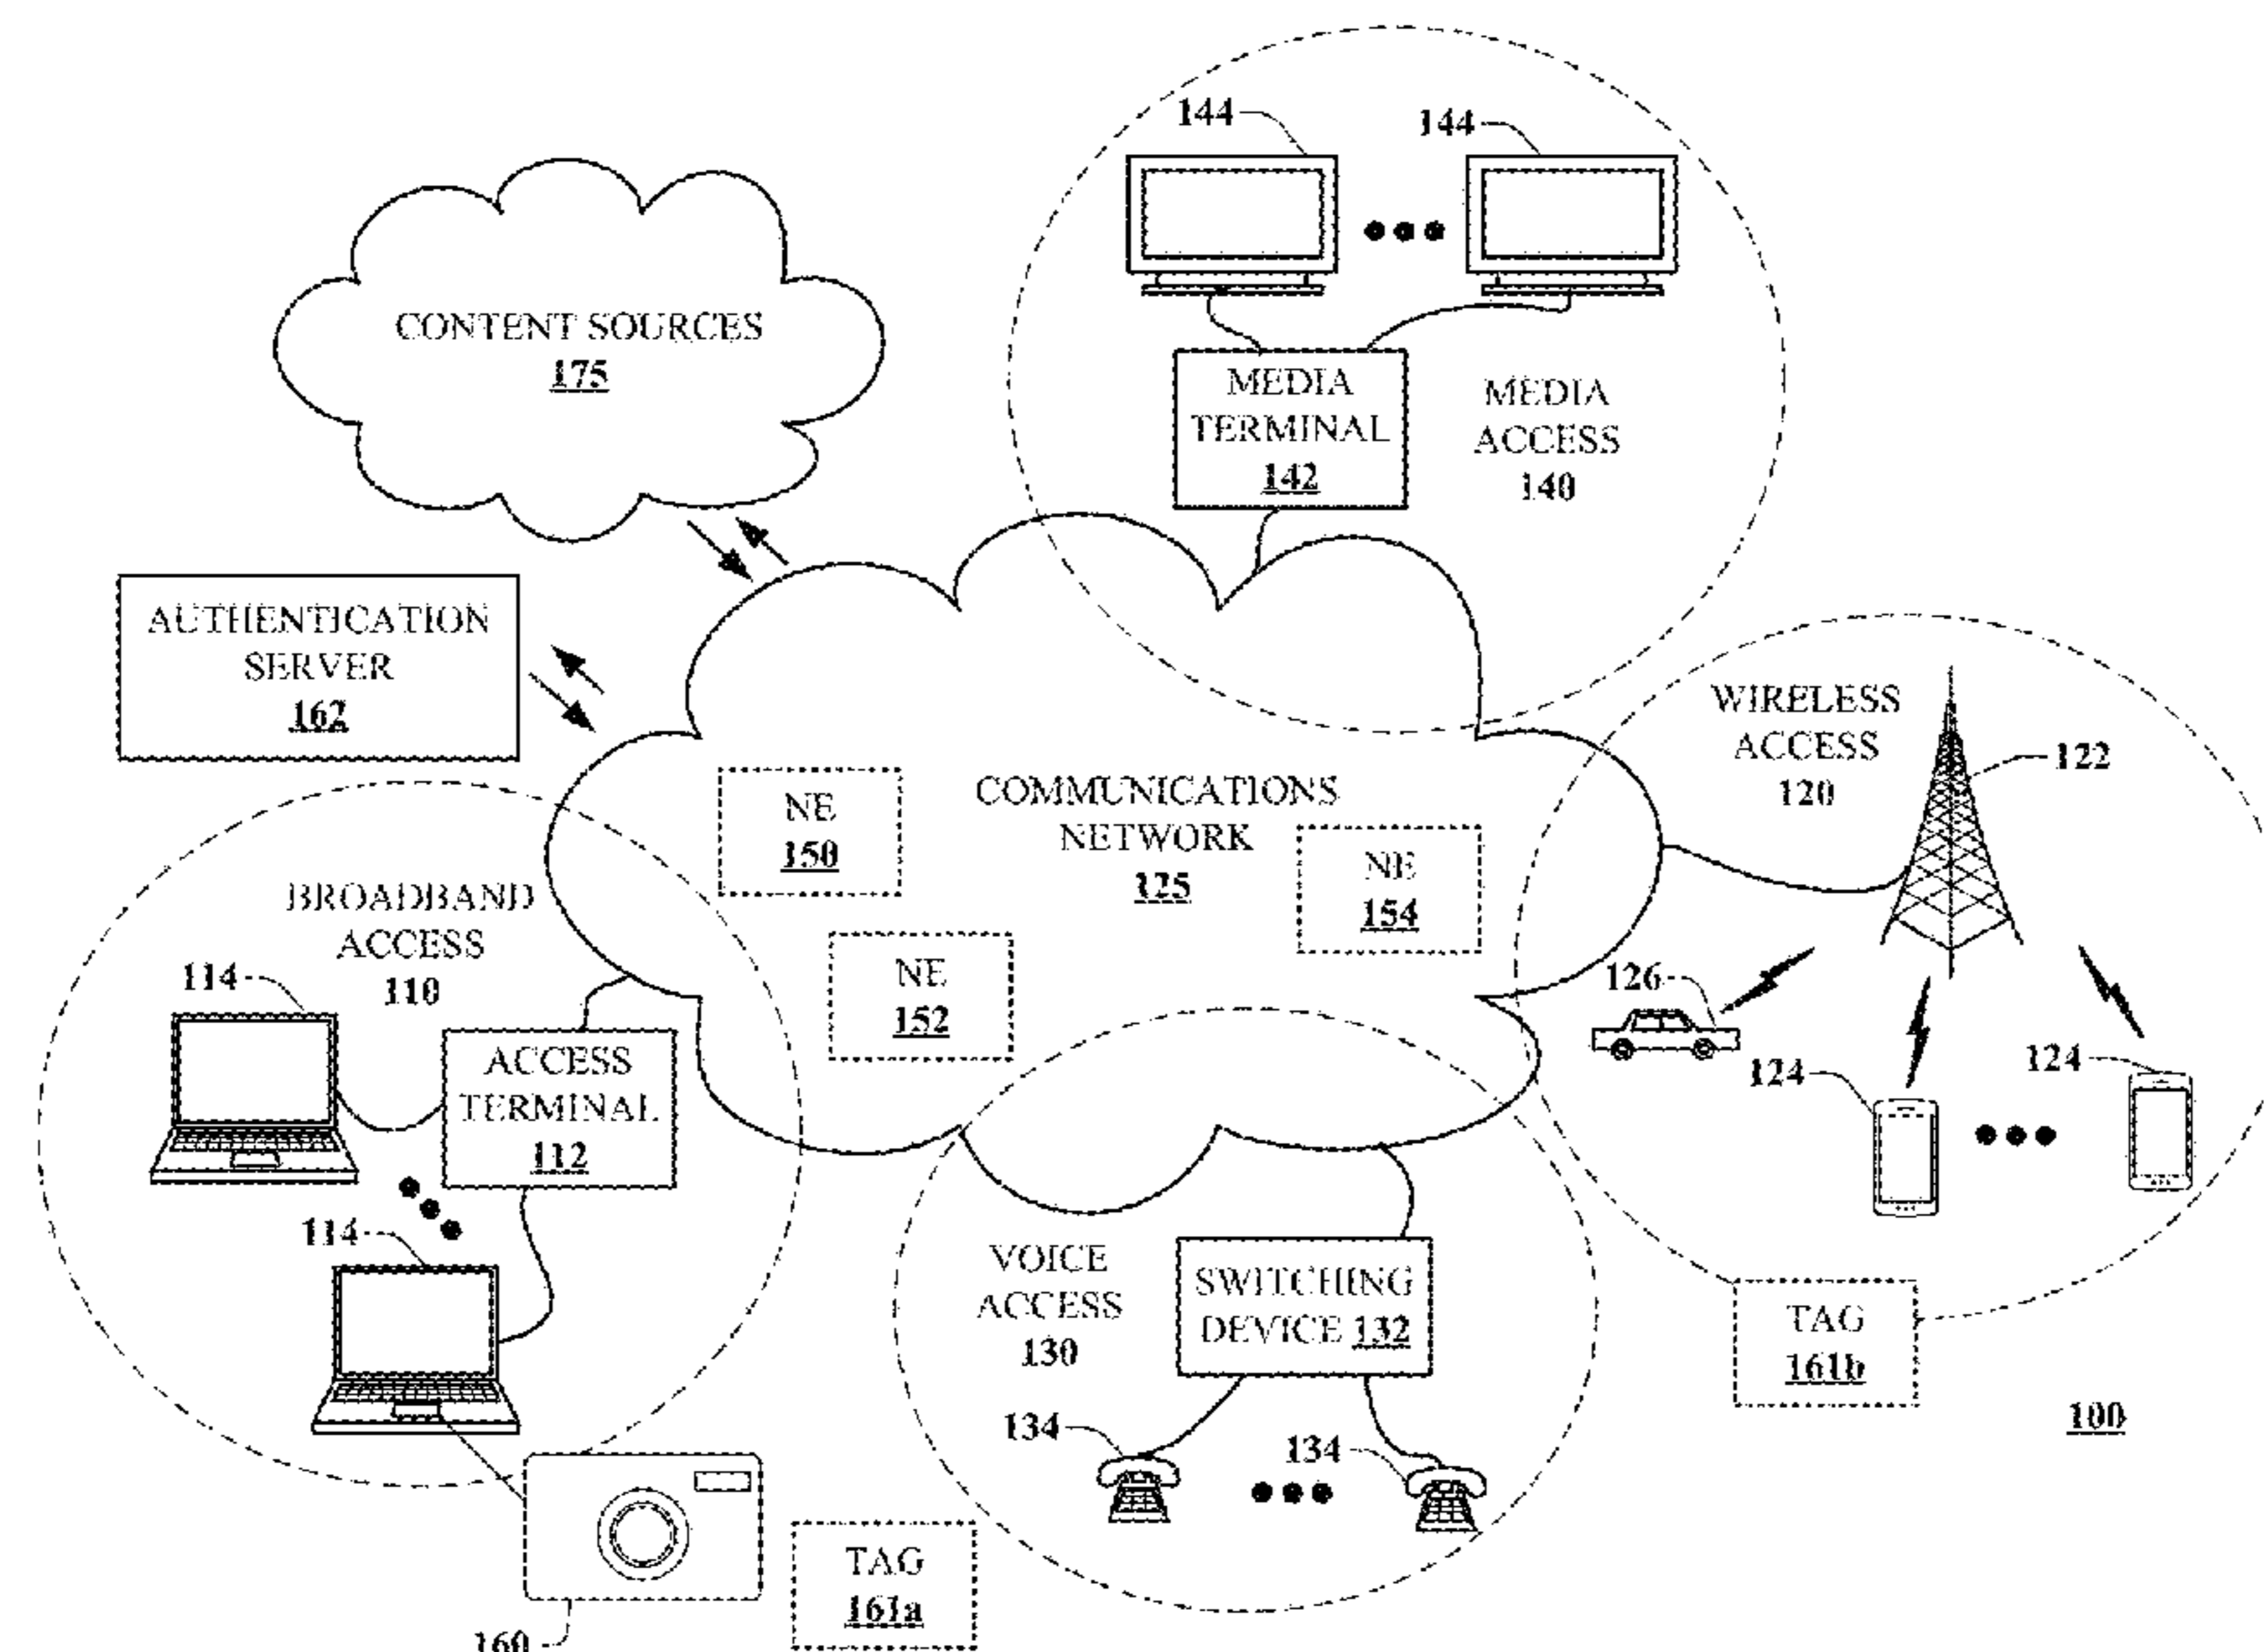 144
144
CONTENT SOURCES
175
MEDIA
TERMINAL
142
MEDIA
ACCESS
140
AUTHENTICATION
SERVER
162
WIRELESS
ACCESS
120
122
NE
150
COMMUNICATIONS
NETWORK
125
NE
154
NE
152
BROADBAND
ACCESS
110
114
ACCESS
TERMINAL
112
114
126
124
124
VOICE
ACCESS
130
SWITCHING
DEVICE 132
134
134
TAG
161b
100
TAG
161a
160